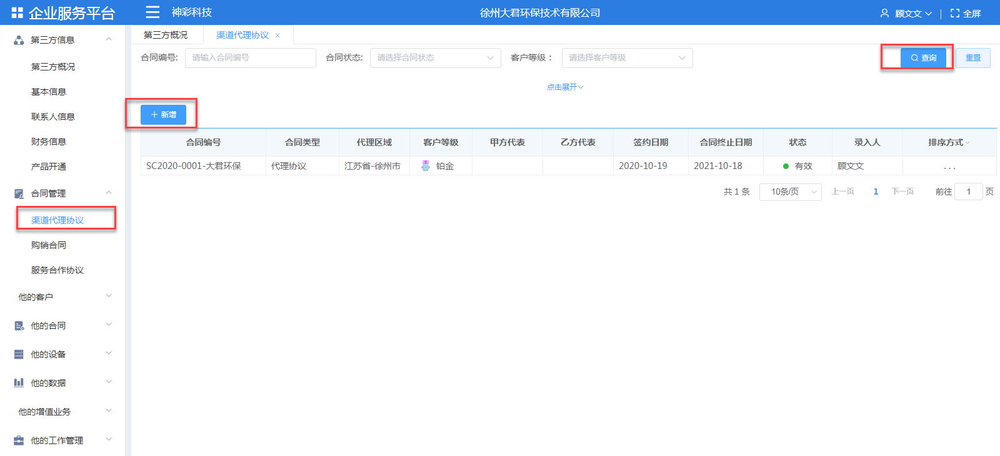 企业服务平台
神彩科技
徐州大君环保技术有限公司
顾文文
全屏
第三方信息
第三方概况
基本信息
联系人信息
财务信息
产品开通
合同管理
渠道代理协议
购销合同
服务合作协议
他的客户
他的合同
他的设备
他的数据
他的增值业务
他的工作管理
第三方概况 渠道代理协议 ×
合同编号: 请输入合同编号 合同状态: 请选择合同状态 客户等级： 请选择客户等级 查询 重置
点击展开
+ 新增
合同编号 合同类型 代理区域 客户等级 甲方代表 乙方代表 签约日期 合同终止日期 状态 录入人 排序方式
SC2020-0001-大君环保 代理协议 江苏省-徐州市 铂金 2020-10-19 2021-10-18 有效 顾文文 ...
共 1 条 10条/页 上一页 1 下一页 前往 1 页